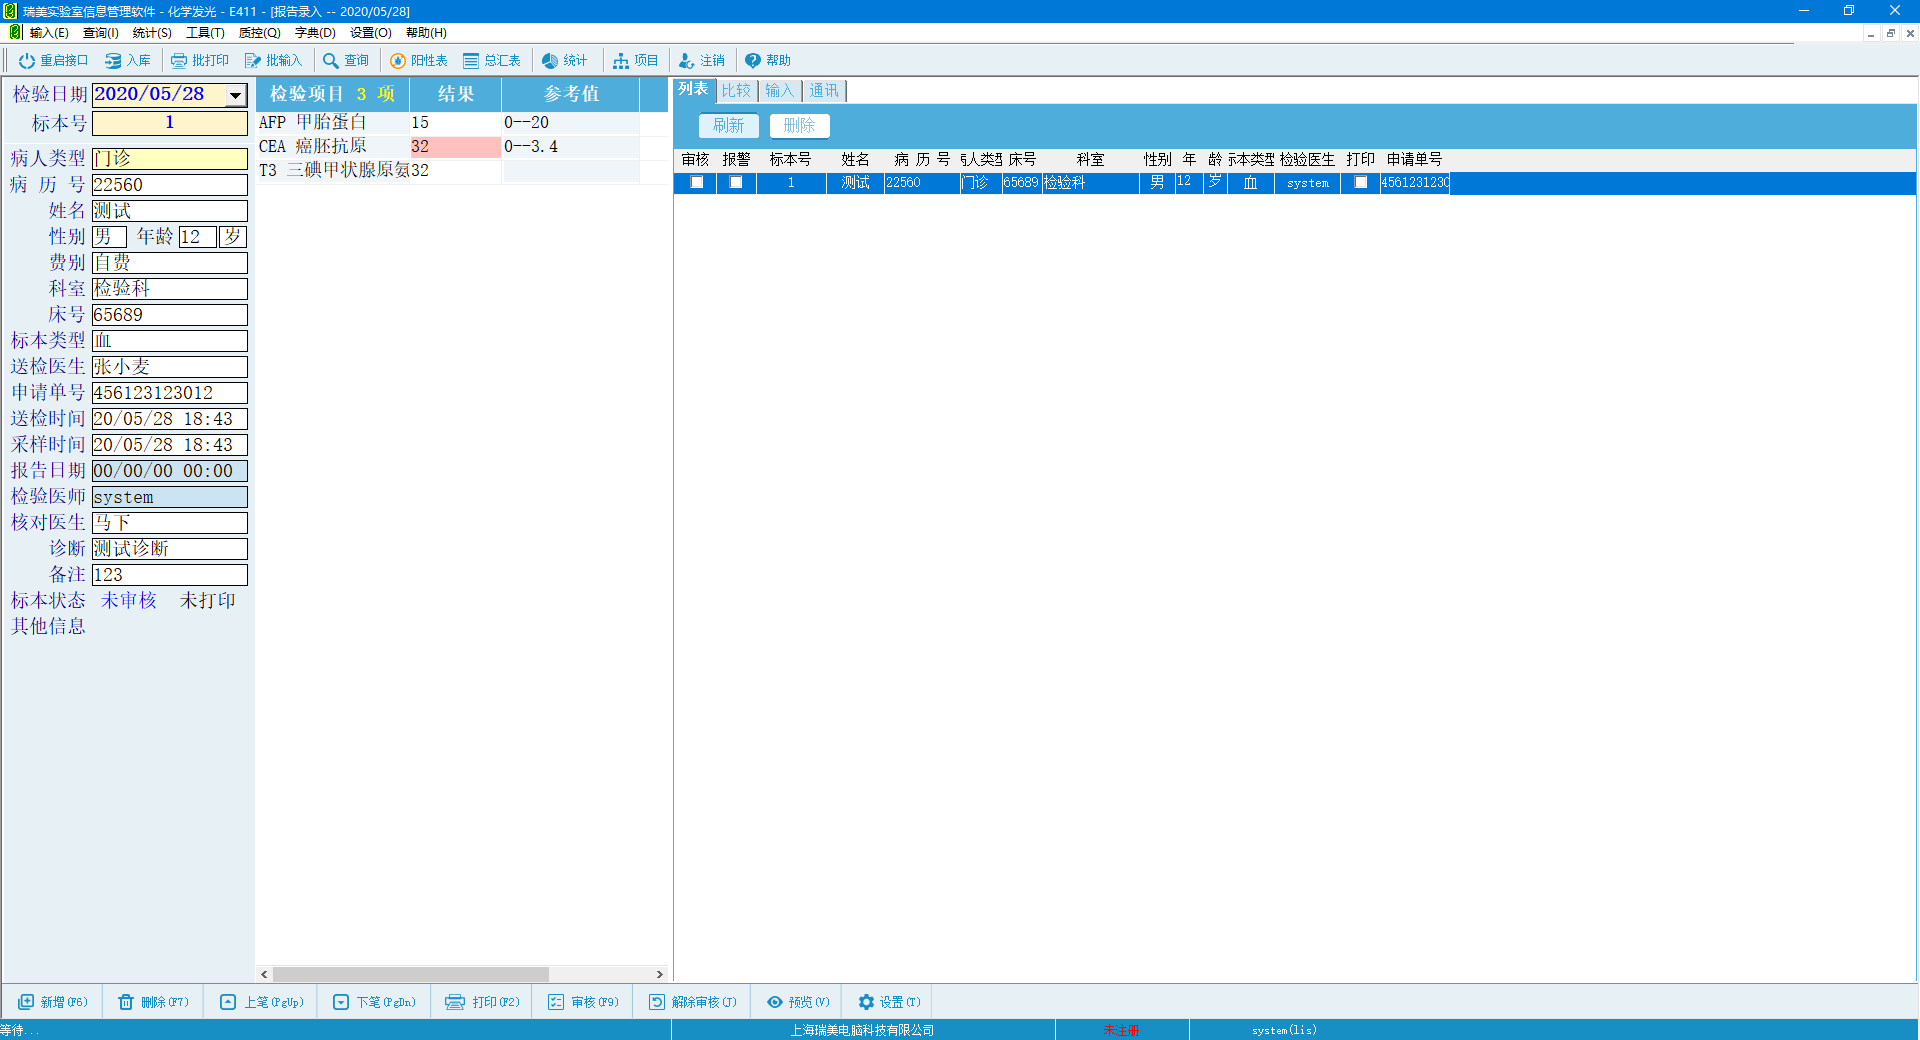 瑞美实验室信息管理软件 - 化学发光 - E411 - [报告录入 -- 2020/05/28]
输入(E) 查询(I) 统计(S) 工具(T) 质控(Q) 字典(D) 设置(O) 帮助(H)
重启接口 入库 批打印 批输入 查询 阳性表 总汇表 统计 项目 注销 帮助
检验日期 2020/05/28
标本号 1
病人类型 门诊
病 历 号 22560
姓名 测试
性别 男 年龄 12 岁
费别 自费
科室 检验科
床号 65689
标本类型 血
送检医生 张小麦
申请单号 456123123012
送检时间 20/05/28 18:43
采样时间 20/05/28 18:43
报告日期 00/00/00 00:00
检验医师 system
核对医生 马下
诊断 测试诊断
备注 123
标本状态 未审核 未打印
其他信息
检验项目 3 项 结果 参考值
AFP 甲胎蛋白 15 0--20
CEA 癌胚抗原 32 0--3.4
T3 三碘甲状腺原氨 32
列表 比较 输入 通讯
刷新 删除
审核 报警 标本号 姓名 病 历 号 人类型 床号 科室 性别 年 龄 本类型 检验医生 打印 申请单号
1 测试 22560 门诊 65689 检验科 男 12 岁 血 system 4561231230
新增(F6) 删除(F7) 上笔(PgUp) 下笔(PgDn) 打印(F2) 审核(F9) 解除审核(J) 预览(V) 设置(T)
等待... 上海瑞美电脑科技有限公司 未注册 system(lis)